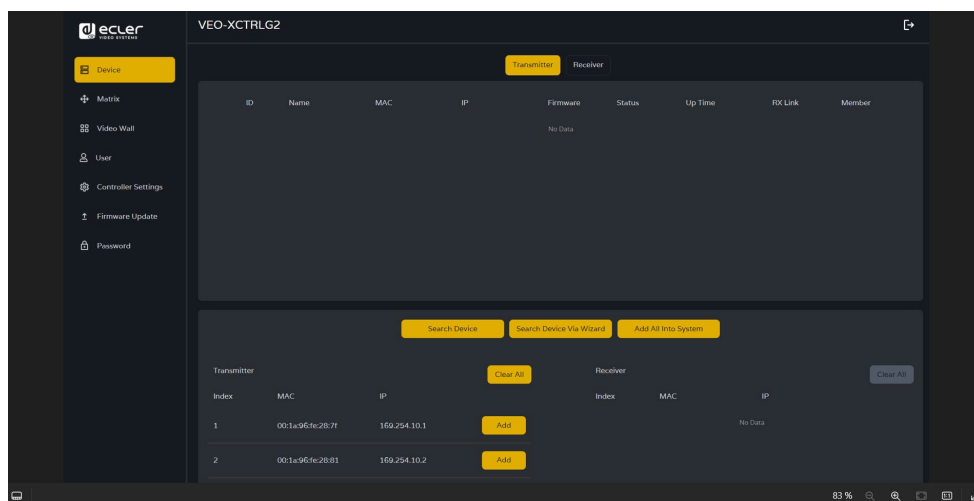 ecler
VIDEO SYSTEMS
VEO-XCTRLG2
Device
Matrix
Video Wall
User
Controller Settings
Firmware Update
Password
Transmitter Receiver
ID Name MAC IP Firmware Status Up Time RX Link Member
No Data
Search Device Search Device Via Wizard Add All Into System
Transmitter Clear All
Index MAC IP
1 00:1a:96:fe:28:7f 169.254.10.1 Add
2 00:1a:96:fe:28:81 169.254.10.2 Add
Receiver Clear All
Index MAC IP
No Data
83 %
1:1